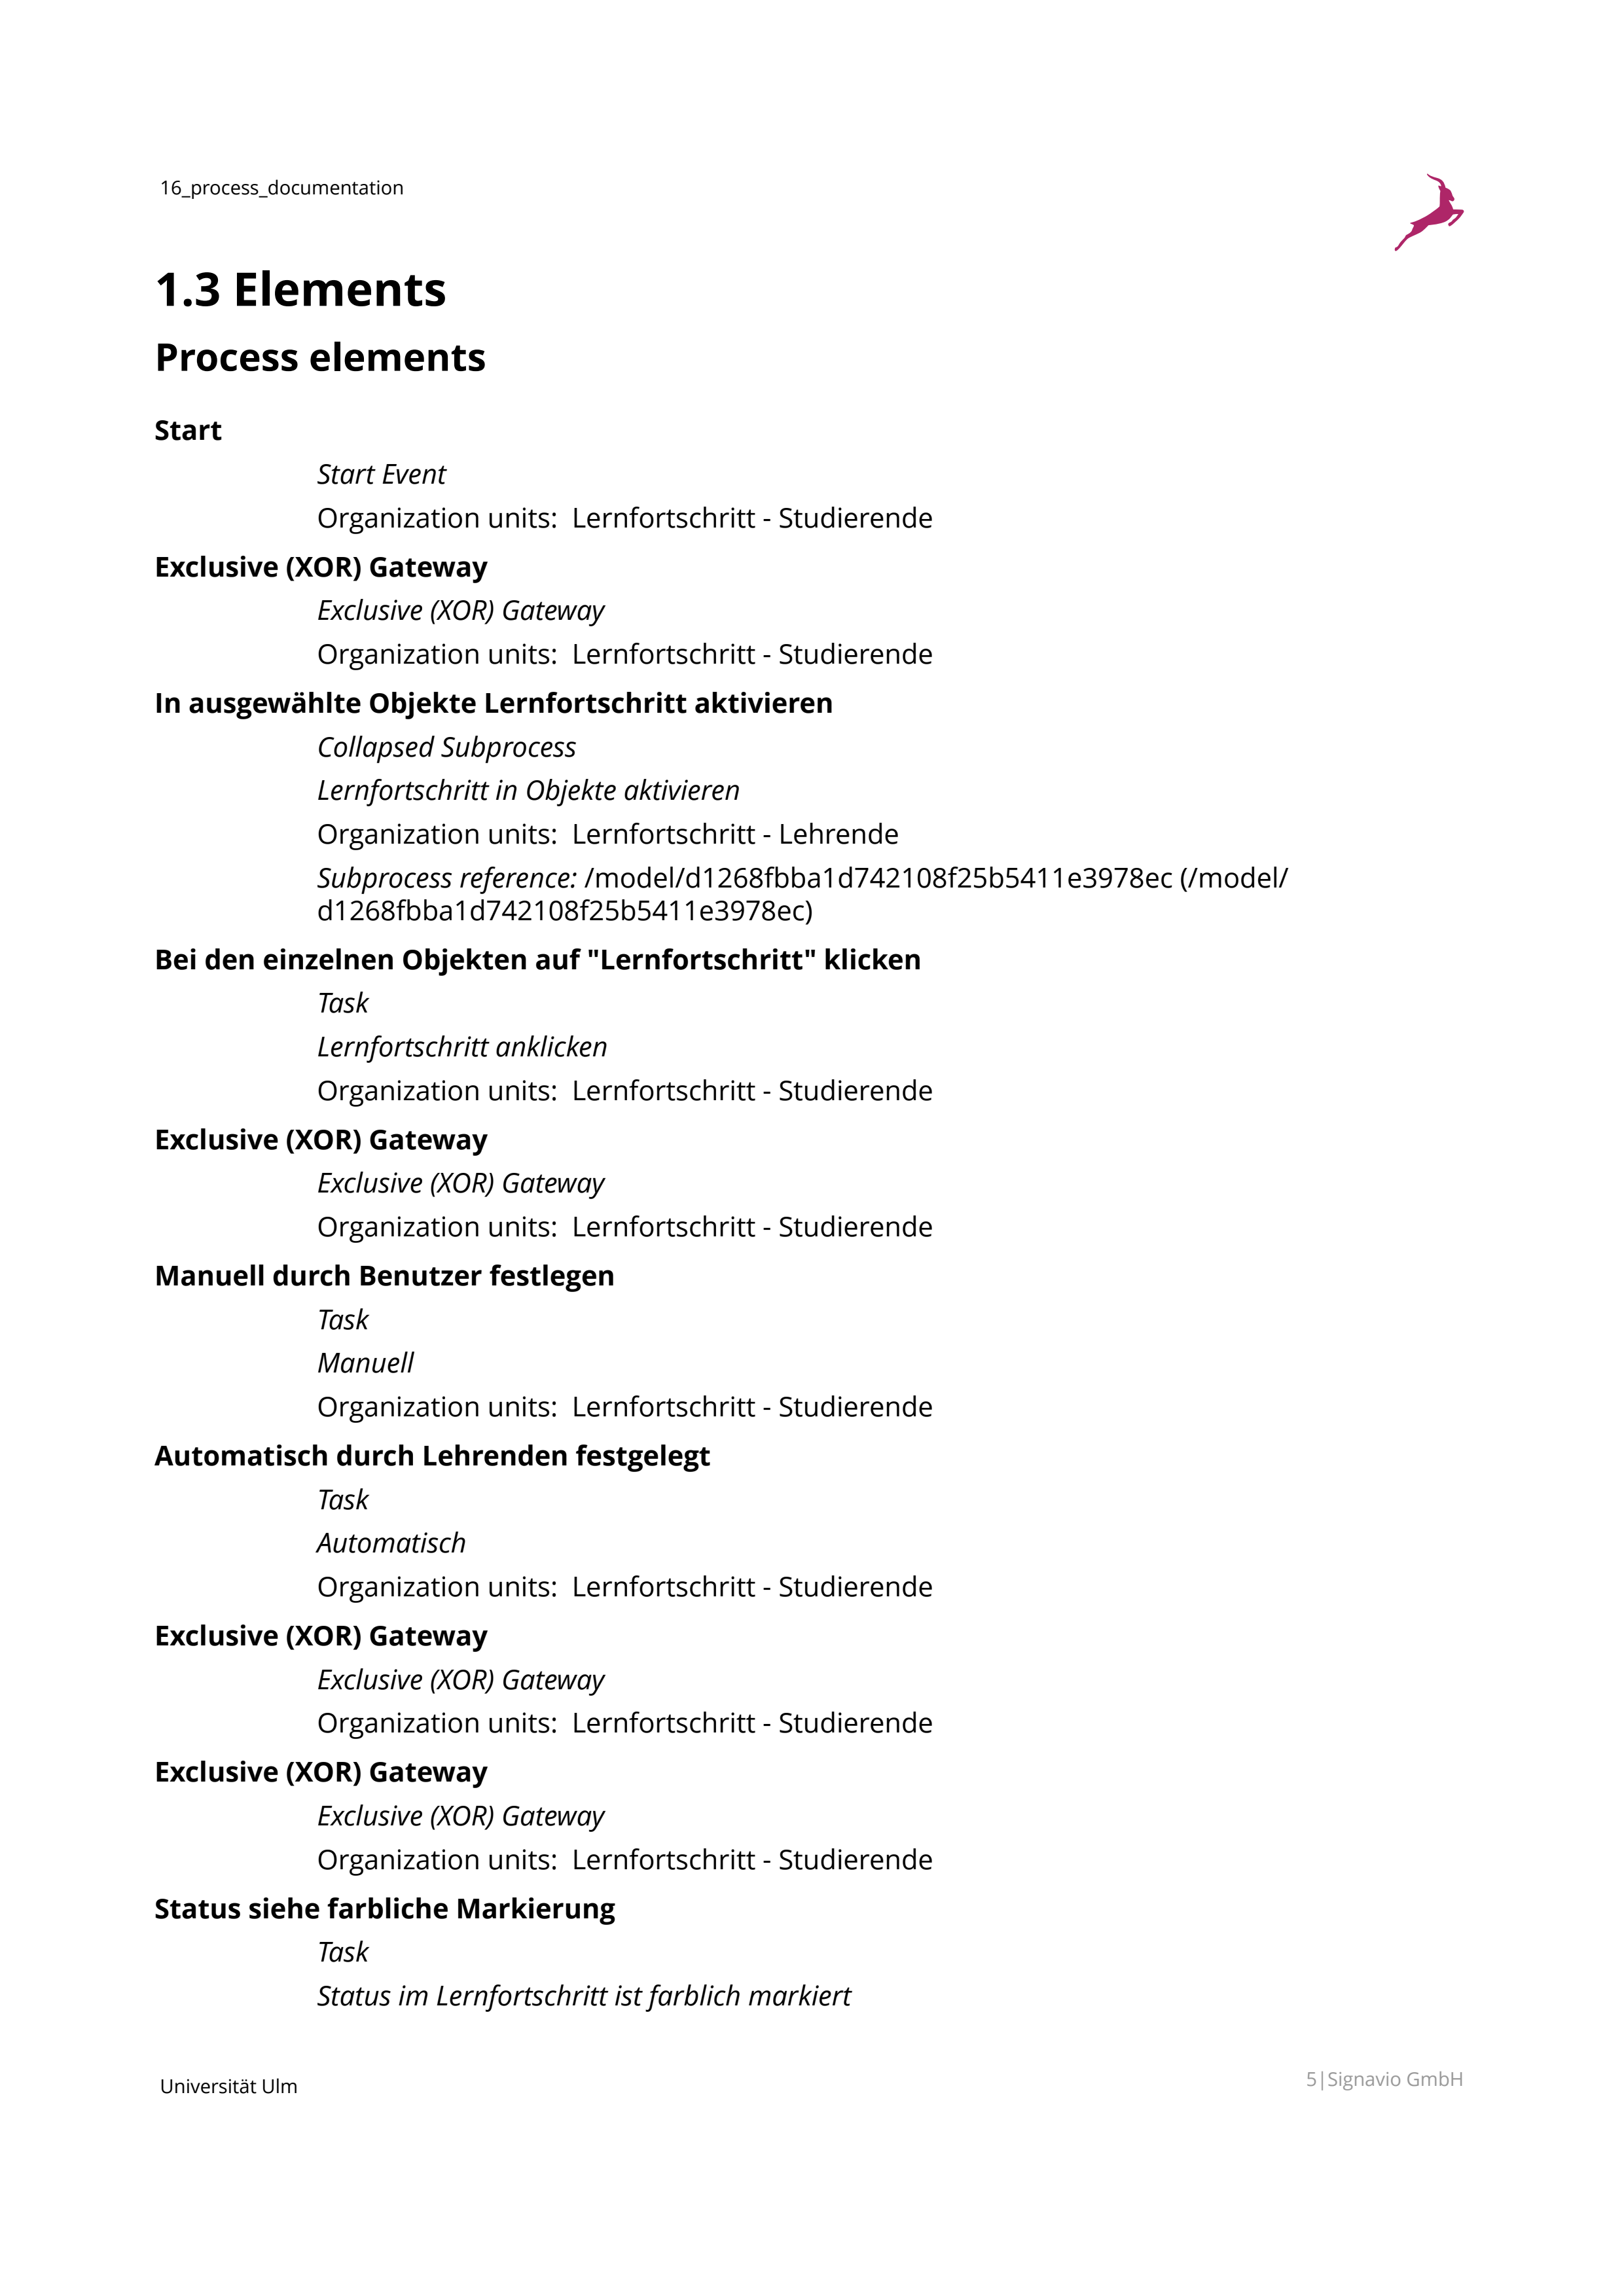 16_process_documentation
1.3 Elements
Process elements
Start
Start Event
Organization units:  Lernfortschritt - Studierende
Exclusive (XOR) Gateway
Exclusive (XOR) Gateway
Organization units:  Lernfortschritt - Studierende
In ausgewählte Objekte Lernfortschritt aktivieren
Collapsed Subprocess
Lernfortschritt in Objekte aktivieren
Organization units:  Lernfortschritt - Lehrende
Subprocess reference: /model/d1268fbba1d742108f25b5411e3978ec (/model/
d1268fbba1d742108f25b5411e3978ec)
Bei den einzelnen Objekten auf "Lernfortschritt" klicken
Task
Lernfortschritt anklicken
Organization units:  Lernfortschritt - Studierende
Exclusive (XOR) Gateway
Exclusive (XOR) Gateway
Organization units:  Lernfortschritt - Studierende
Manuell durch Benutzer festlegen
Task
Manuell
Organization units:  Lernfortschritt - Studierende
Automatisch durch Lehrenden festgelegt
Task
Automatisch
Organization units:  Lernfortschritt - Studierende
Exclusive (XOR) Gateway
Exclusive (XOR) Gateway
Organization units:  Lernfortschritt - Studierende
Exclusive (XOR) Gateway
Exclusive (XOR) Gateway
Organization units:  Lernfortschritt - Studierende
Status siehe farbliche Markierung
Task
Status im Lernfortschritt ist farblich markiert
Universität Ulm
5|Signavio GmbH